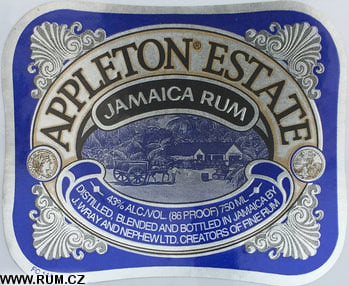 APPLETON® ESTATE
JAMAICA RUM
43% ALC./VOL. (86 PROOF) 750 ML
DISTILLED, BLENDED AND BOTTLED IN JAMAICA BY
J. WRAY AND NEPHEW LTD. CREATORS OF FINE RUM
WWW.RUM.CZ